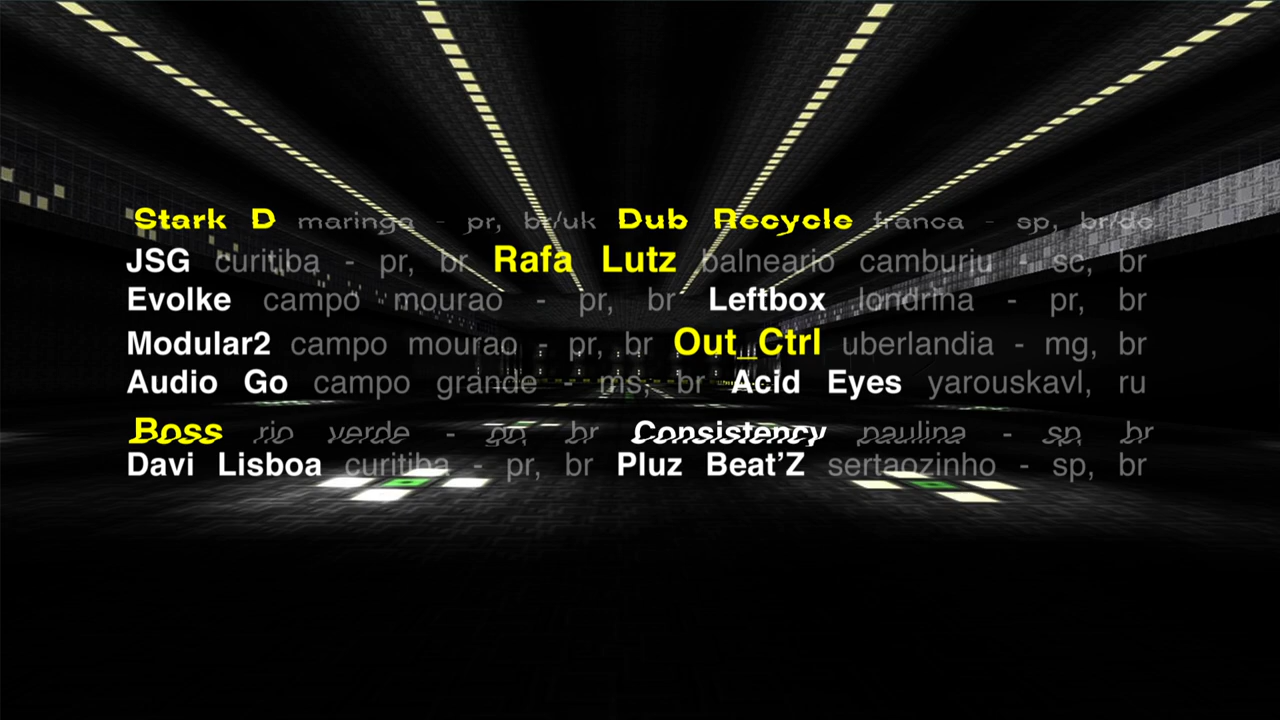 Stark D maringa - pr, br/uk Dub Recycle franca - sp, br/de
JSG curitiba - pr, br Rafa Lutz balneario camburiu - sc, br
Evolke campo mourao - pr, br Leftbox londrina - pr, br
Modular2 campo mourao - pr, br Out_Ctrl uberlandia - mg, br
Audio Go campo grande - ms, br Acid Eyes yarouskavl, ru
Boss rio verde - go, br Consistency paulina - sp, br
Davi Lisboa curitiba - pr, br Pluz Beat’Z sertaozinho - sp, br